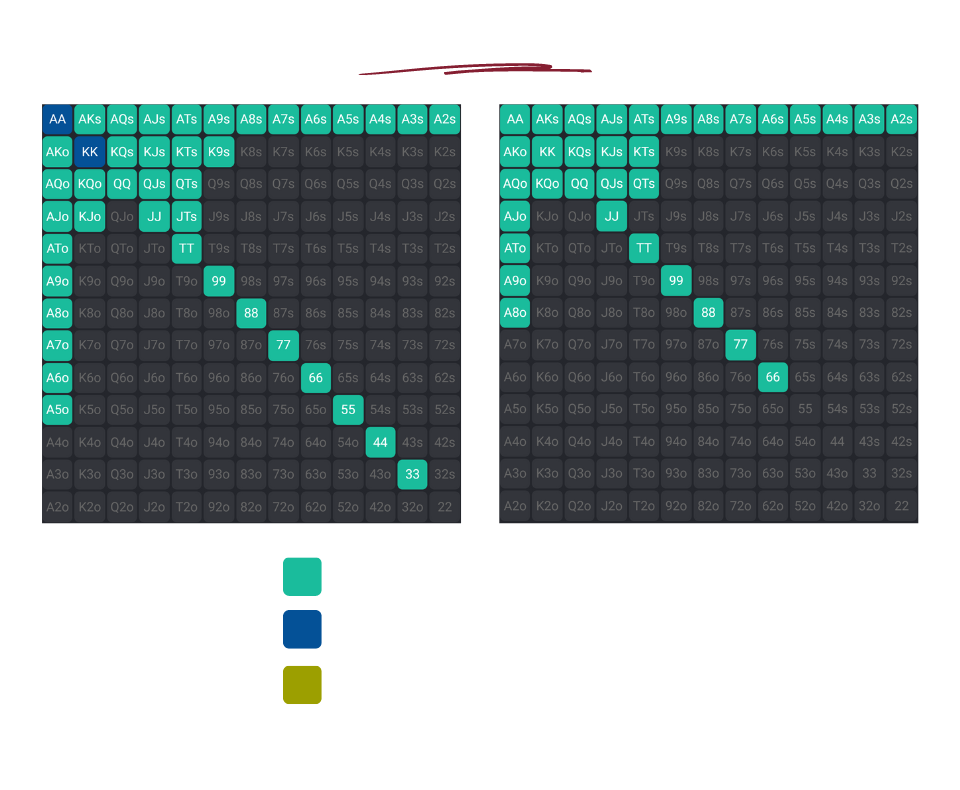 AA AKs AQs AJs ATs A9s A8s A7s A6s A5s A4s A3s A2s
AKo KK KQs KJs KTs K9s K8s K7s K6s K5s K4s K3s K2s
AQo KQo QQ QJs QTs Q9s Q8s Q7s Q6s Q5s Q4s Q3s Q2s
AJo KJo QJo JJ JTs J9s J8s J7s J6s J5s J4s J3s J2s
ATo KTo QTo JTo TT T9s T8s T7s T6s T5s T4s T3s T2s
A9o K9o Q9o J9o T9o 99 98s 97s 96s 95s 94s 93s 92s
A8o K8o Q8o J8o T8o 98o 88 87s 86s 85s 84s 83s 82s
A7o K7o Q7o J7o T7o 97o 87o 77 76s 75s 74s 73s 72s
A6o K6o Q6o J6o T6o 96o 86o 76o 66 65s 64s 63s 62s
A5o K5o Q5o J5o T5o 95o 85o 75o 65o 55 54s 53s 52s
A4o K4o Q4o J4o T4o 94o 84o 74o 64o 54o 44 43s 42s
A3o K3o Q3o J3o T3o 93o 83o 73o 63o 53o 43o 33 32s
A2o K2o Q2o J2o T2o 92o 82o 72o 62o 52o 42o 32o 22
AA AKs AQs AJs ATs A9s A8s A7s A6s A5s A4s A3s A2s
AKo KK KQs KJs KTs K9s K8s K7s K6s K5s K4s K3s K2s
AQo KQo QQ QJs QTs Q9s Q8s Q7s Q6s Q5s Q4s Q3s Q2s
AJo KJo QJo JJ JTs J9s J8s J7s J6s J5s J4s J3s J2s
ATo KTo QTo JTo TT T9s T8s T7s T6s T5s T4s T3s T2s
A9o K9o Q9o J9o T9o 99 98s 97s 96s 95s 94s 93s 92s
A8o K8o Q8o J8o T8o 98o 88 87s 86s 85s 84s 83s 82s
A7o K7o Q7o J7o T7o 97o 87o 77 76s 75s 74s 73s 72s
A6o K6o Q6o J6o T6o 96o 86o 76o 66 65s 64s 63s 62s
A5o K5o Q5o J5o T5o 95o 85o 75o 65o 55 54s 53s 52s
A4o K4o Q4o J4o T4o 94o 84o 74o 64o 54o 44 43s 42s
A3o K3o Q3o J3o T3o 93o 83o 73o 63o 53o 43o 33 32s
A2o K2o Q2o J2o T2o 92o 82o 72o 62o 52o 42o 32o 22